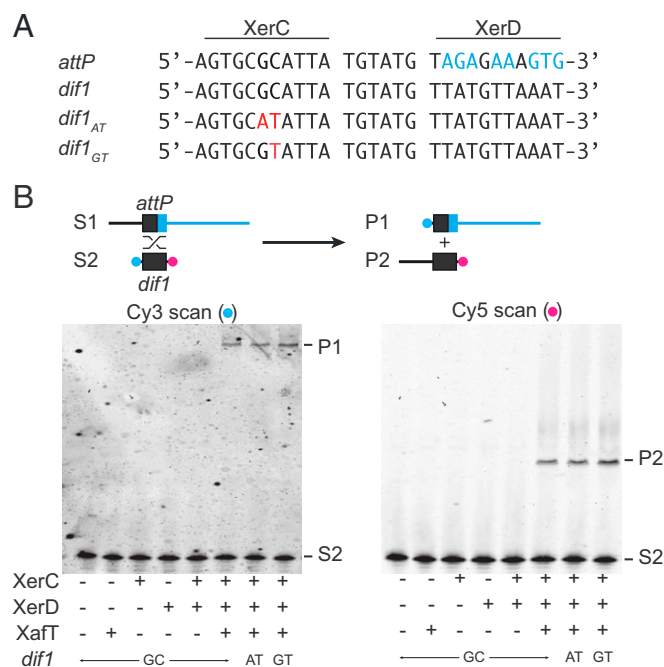 A
XerC XerD
attP 5’-AGTGCGCATTA TGTATG TAGAGAAAGTG-3’
dif1 5’-AGTGCGCATTA TGTATG TTATGTTAAAT-3’
dif1AT 5’-AGTGCATATTA TGTATG TTATGTTAAAT-3’
dif1GT 5’-AGTGCGTATTA TGTATG TTATGTTAAAT-3’
B
attP
S1 P1
+
S2 P2
dif1
Cy3 scan ( ) Cy5 scan ( )
P1
P2
S2 S2
XerC - - + - + + + + - - + - + + + +
XerD - - - + + + + + - - - + + + + +
XafT - + - - - + + + - + - - - + + +
dif1 GC AT GT GC AT GT